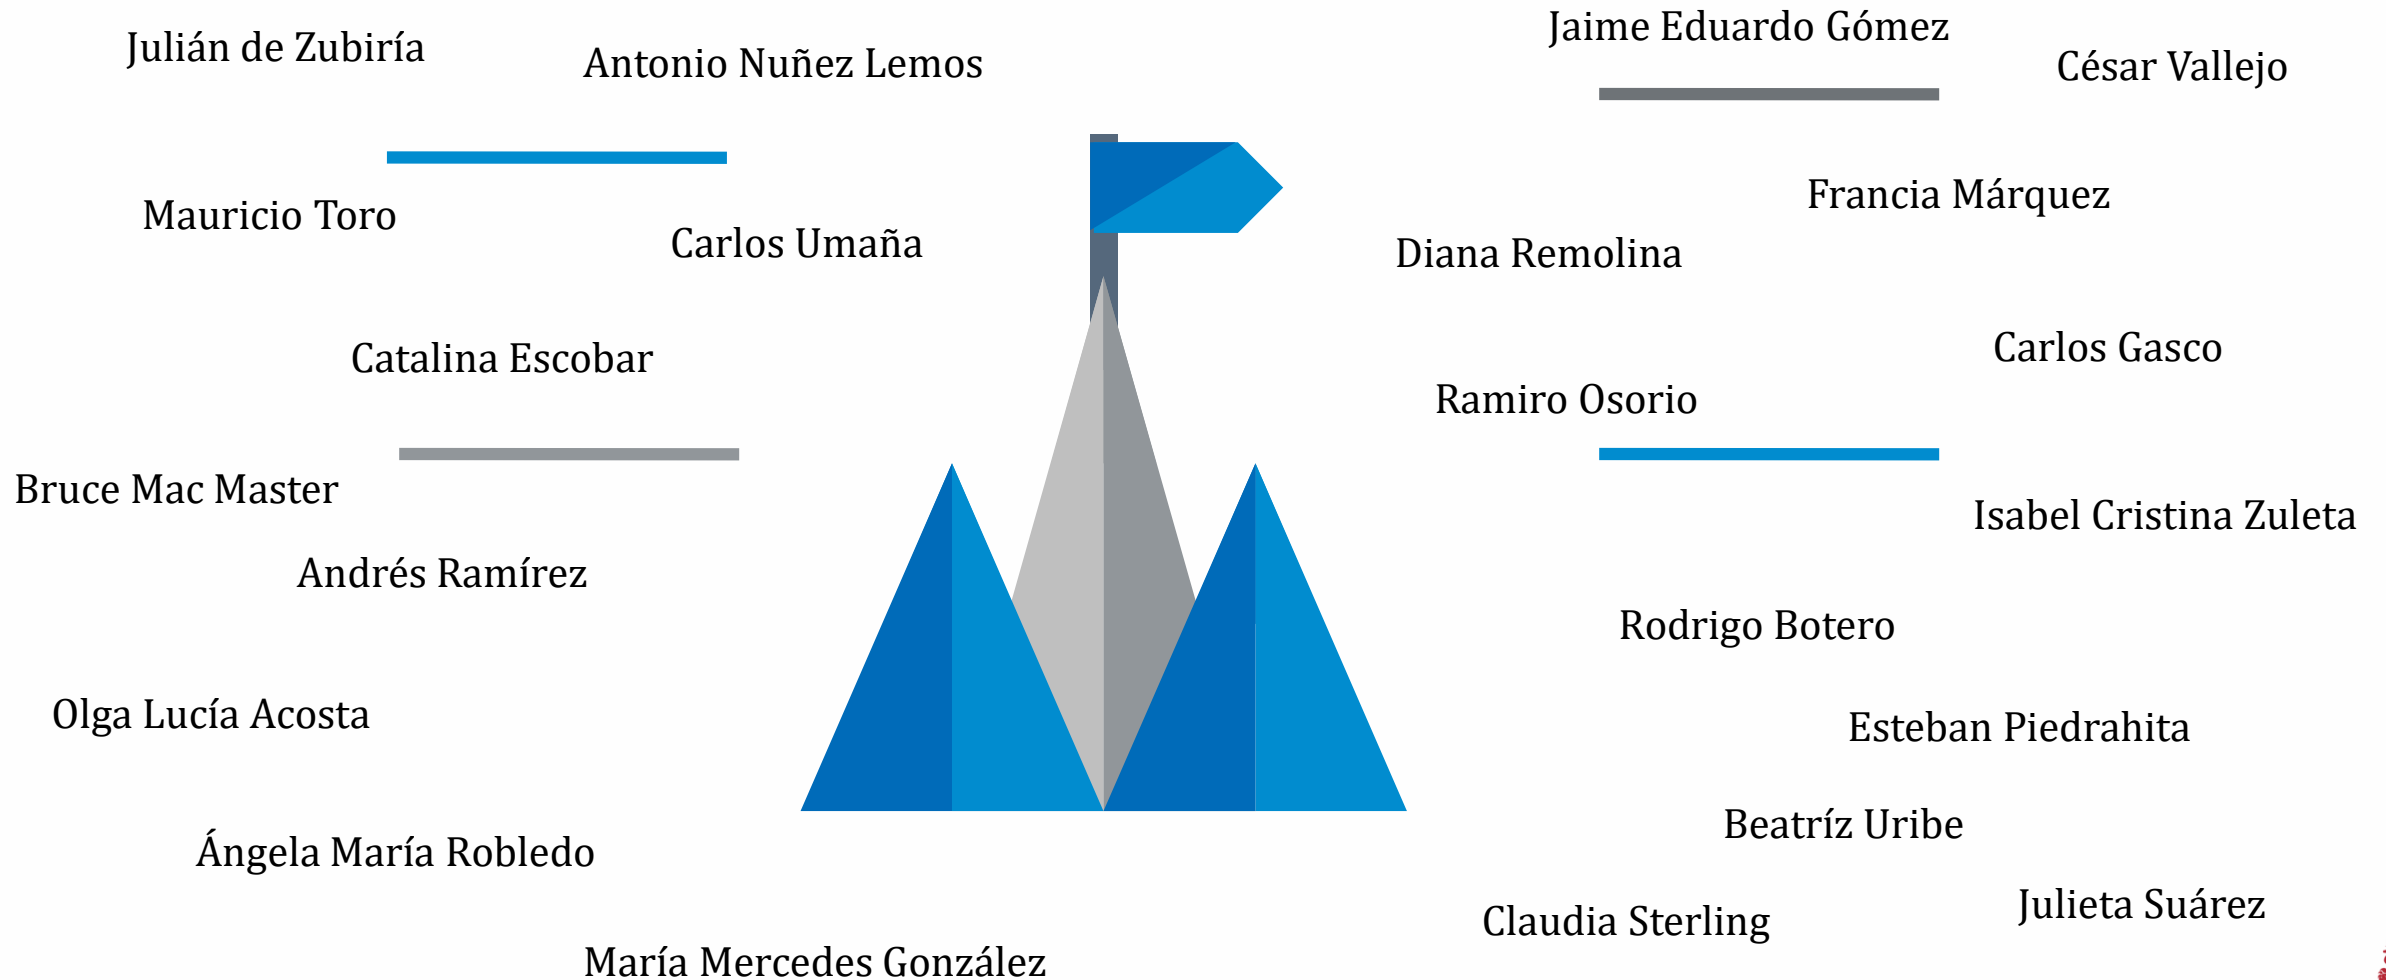 Julián de Zubiría
Antonio Nuñez Lemos
Mauricio Toro
Carlos Umaña
Catalina Escobar
Bruce Mac Master
Andrés Ramírez
Olga Lucía Acosta
Ángela María Robledo
María Mercedes González
Jaime Eduardo Gómez
César Vallejo
Francia Márquez
Diana Remolina
Carlos Gasco
Ramiro Osorio
Isabel Cristina Zuleta
Rodrigo Botero
Esteban Piedrahita
Beatríz Uribe
Julieta Suárez
Claudia Sterling